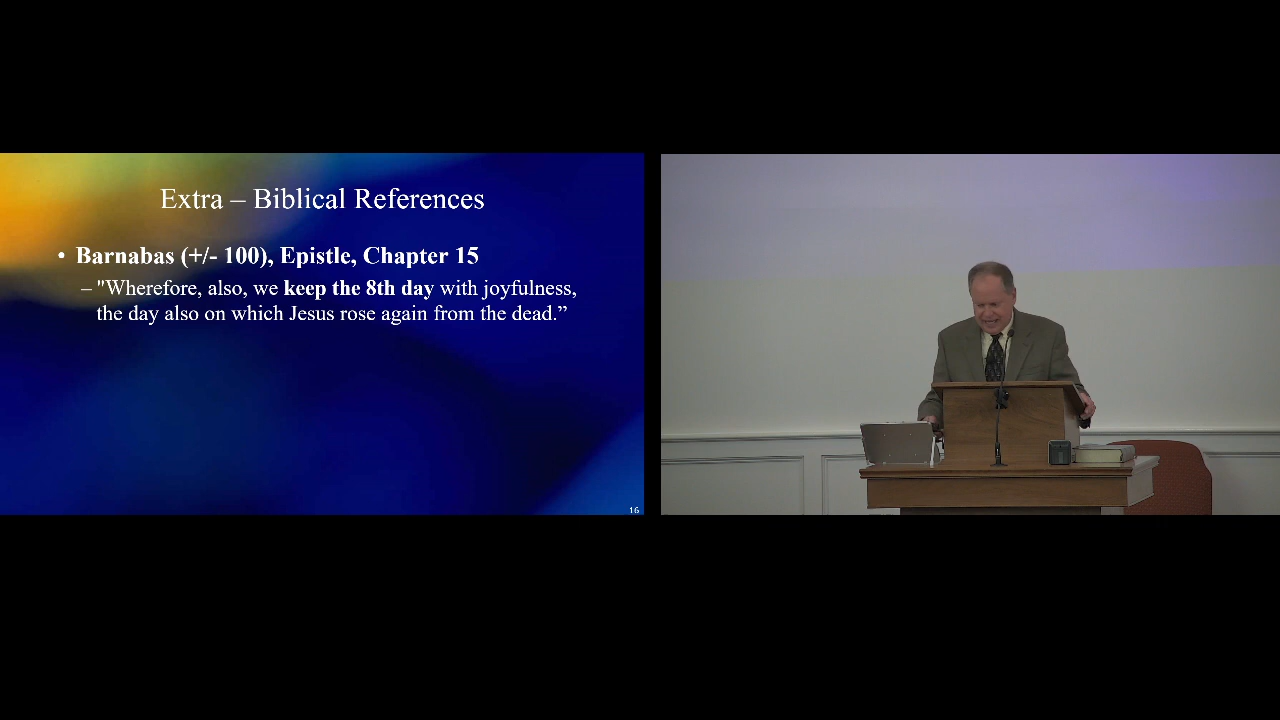 Extra – Biblical References
• Barnabas (+/- 100), Epistle, Chapter 15
– "Wherefore, also, we keep the 8th day with joyfulness,
the day also on which Jesus rose again from the dead.”
16